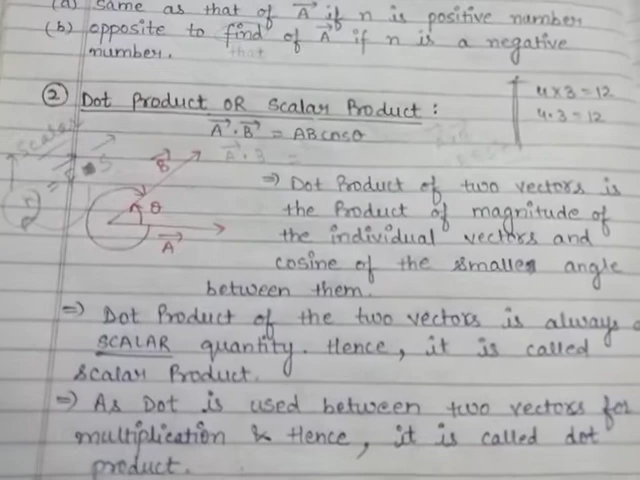 (a) same as that of A⃗ if n is positive number
(b) opposite to find of A⃗ if n is a negative
that
number.
② Dot Product OR Scalar Product :
4 × 3 = 12
4 . 3 = 12
A⃗ . B⃗ = AB cosθ
A⃗ . B =
Scalar
B⃗
θ
A⃗
⇒ Dot Product of two vectors is
the Product of magnitude of
the individual vectors and
cosine of the smaller angle
between them.
⇒ Dot Product of the two vectors is always a
SCALAR quantity. Hence, it is called
Scalar Product.
⇒ As Dot is used between two vectors for
multiplication & Hence, it is called dot
product.